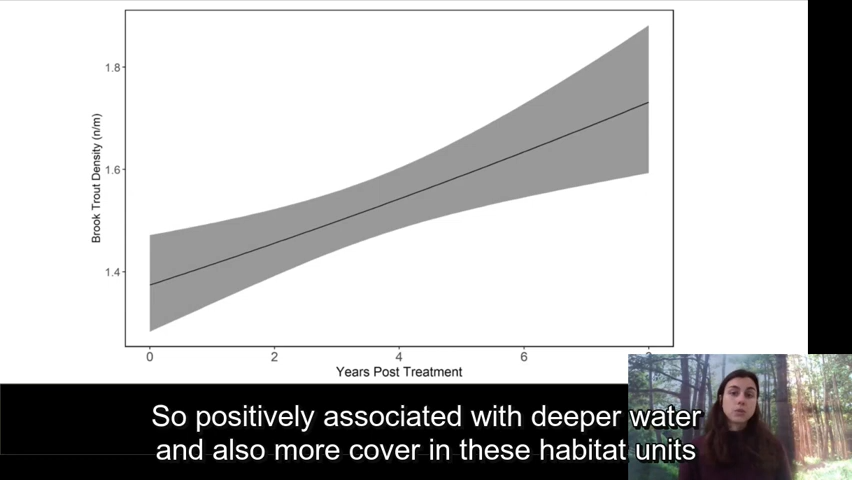 Brook Trout Density (n/m)
1.8
1.6
1.4
0 2 4 6
Years Post Treatment
So positively associated with deeper water
and also more cover in these habitat units